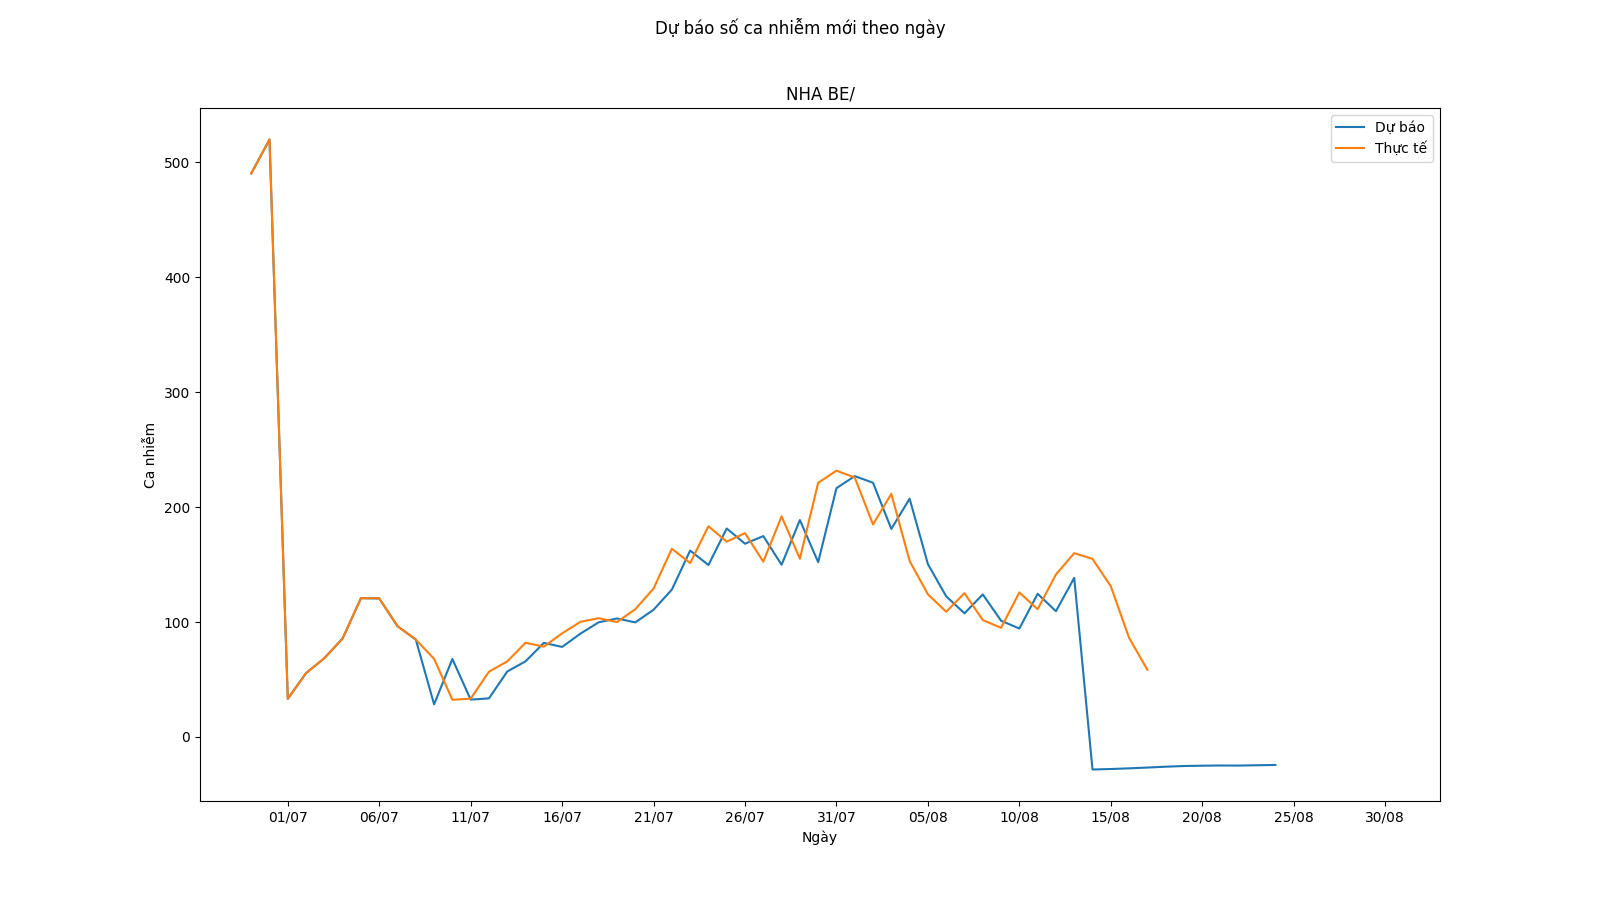 Dự báo số ca nhiễm mới theo ngày
NHA BE/
Dự báo
Thực tế
Ca nhiễm
500
400
300
200
100
0
01/07 06/07 11/07 16/07 21/07 26/07 31/07 05/08 10/08 15/08 20/08 25/08 30/08
Ngày